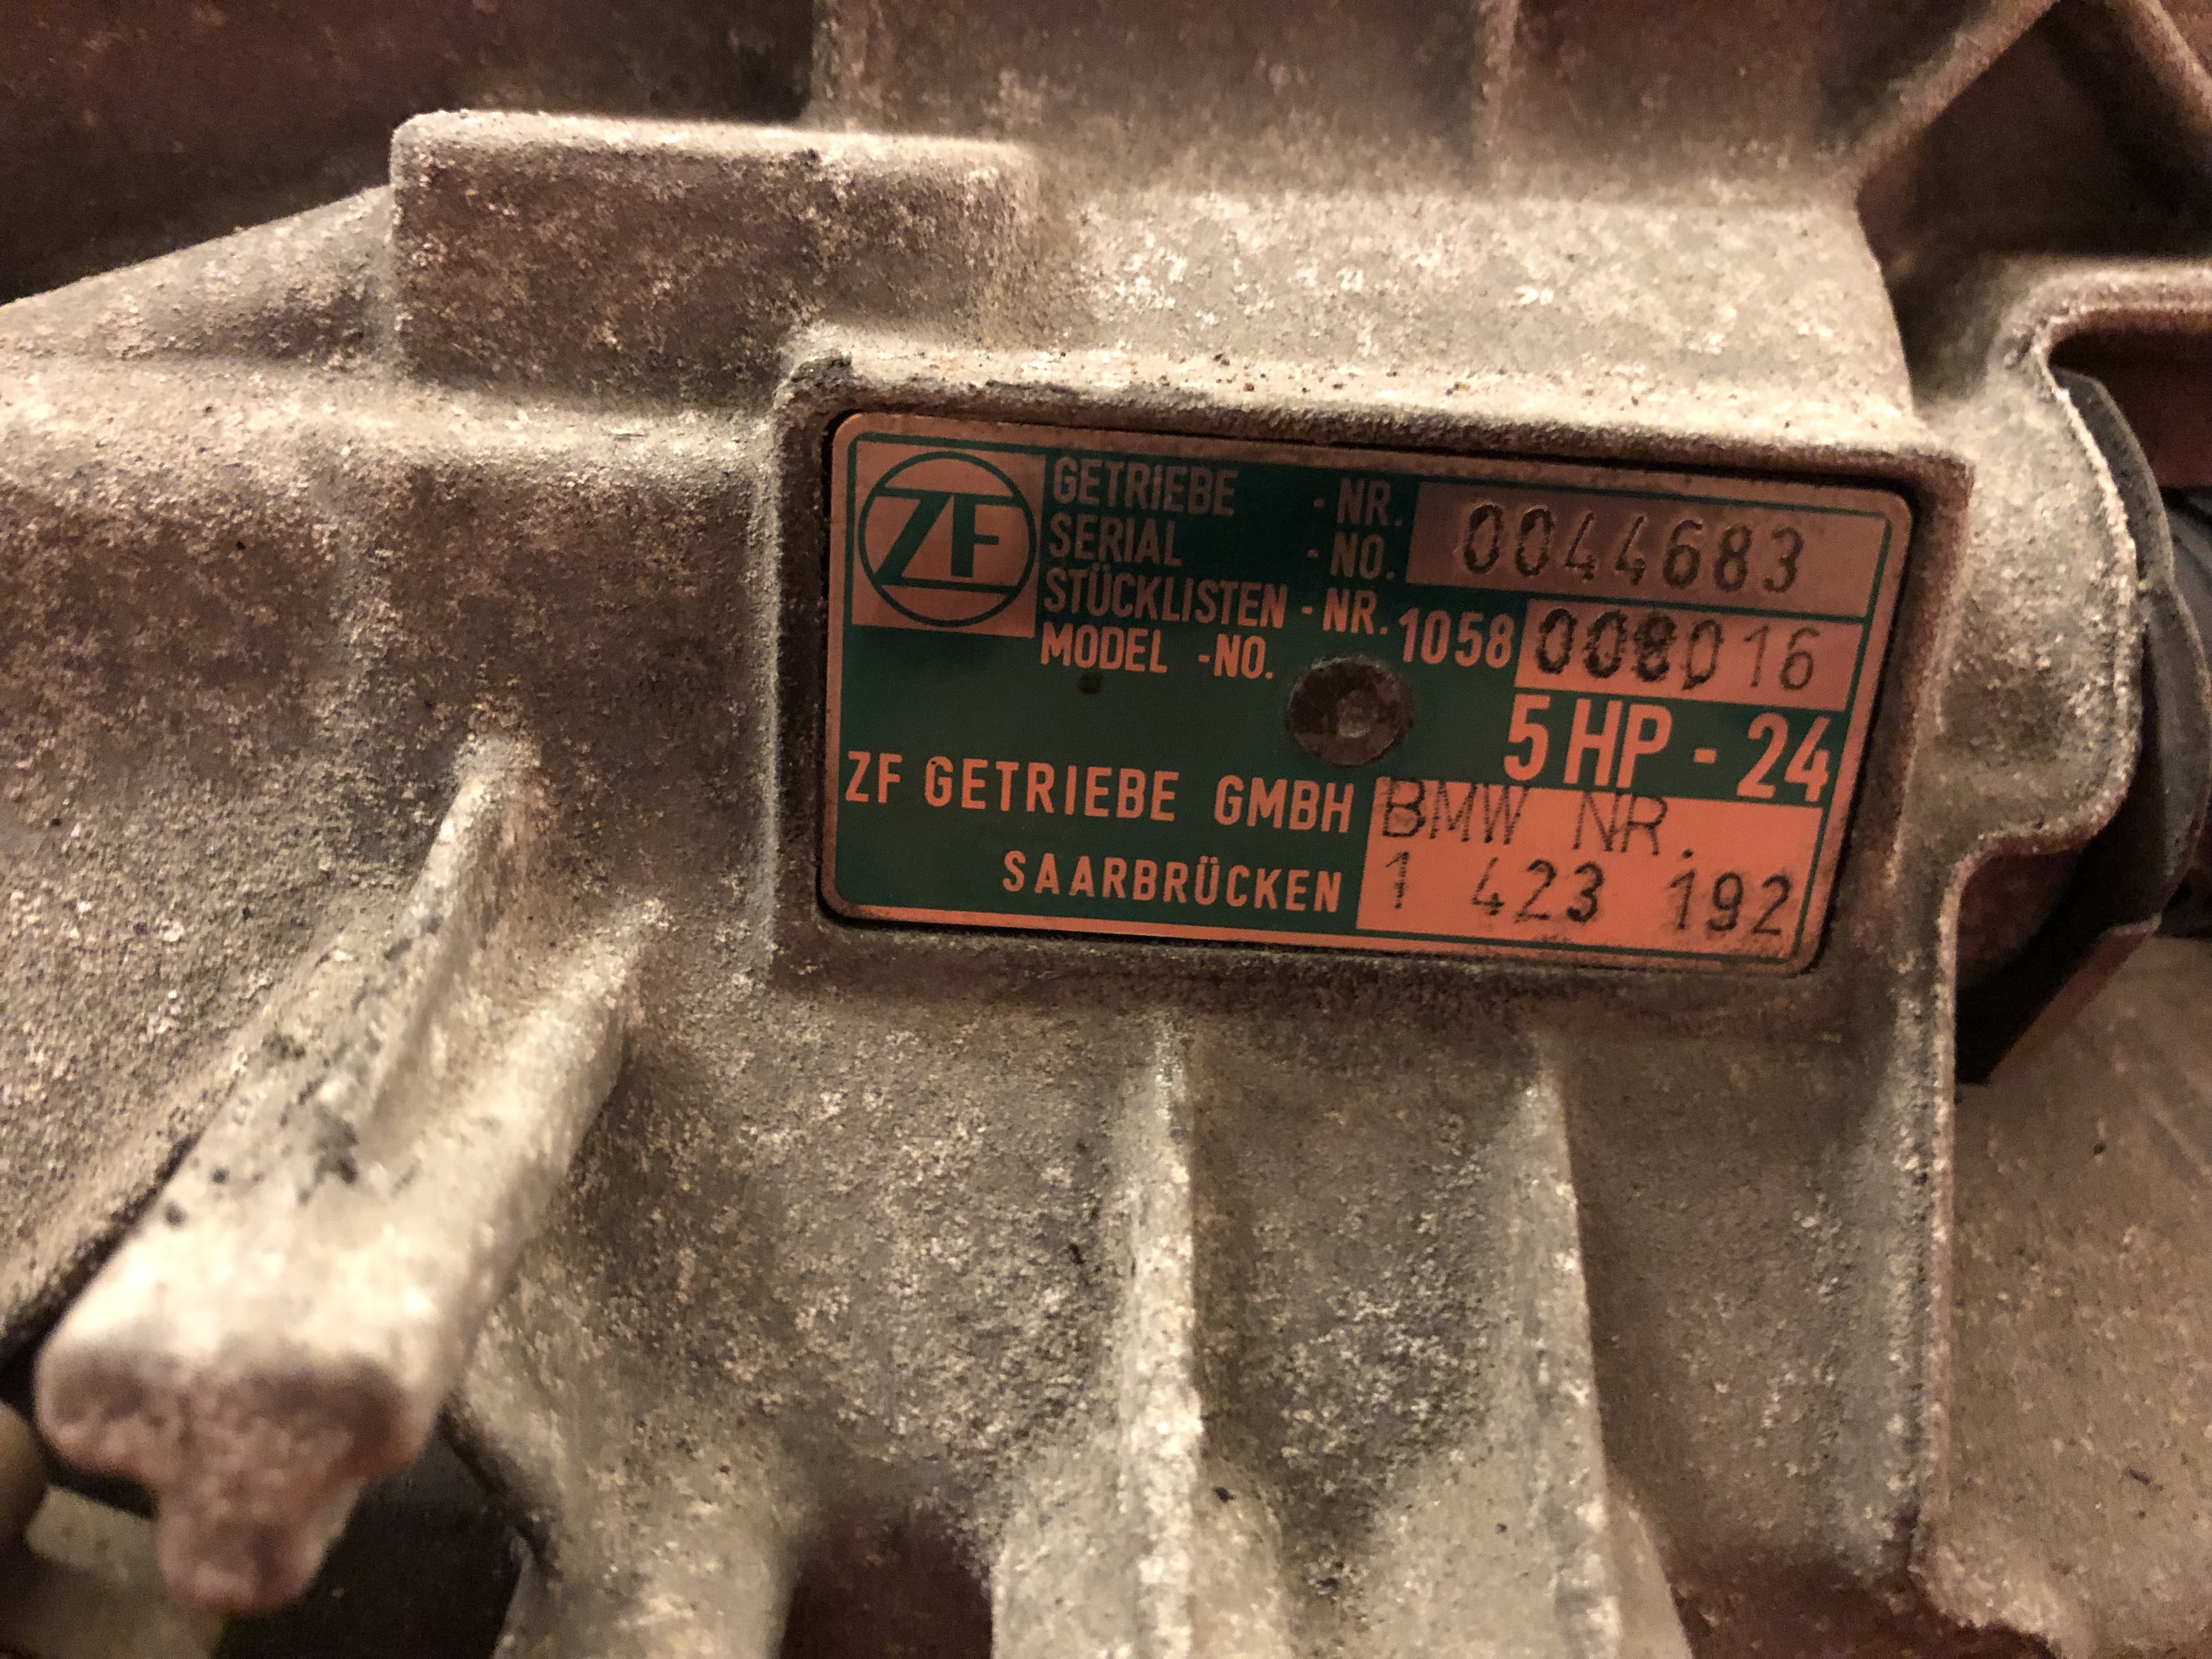 ZF
GETRIEBE - NR. 0044683
SERIAL - NO.
STÜCKLISTEN - NR. 1058
MODEL -NO.
5 HP - 24
ZF GETRIEBE GMBH
SAARBRÜCKEN
BMW NR.
1 423 192